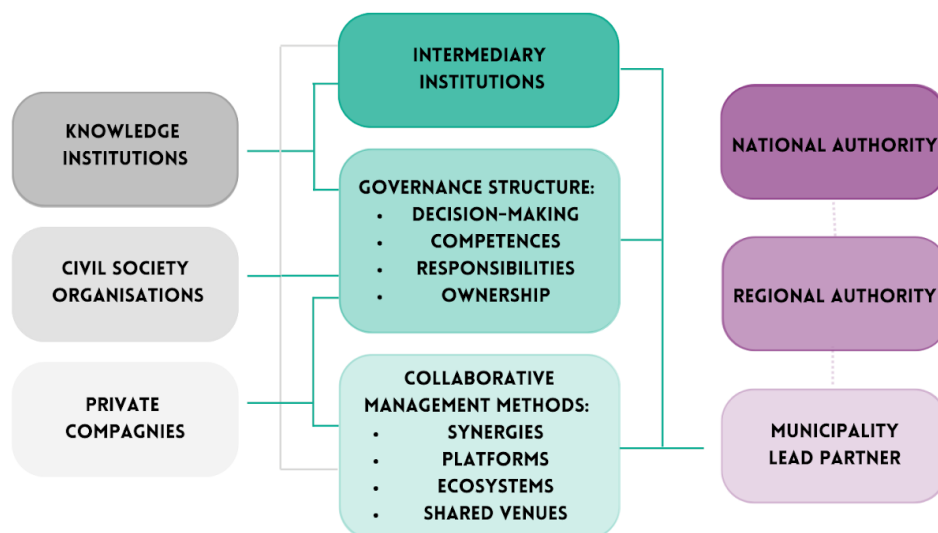 KNOWLEDGE
INSTITUTIONS
CIVIL SOCIETY
ORGANISATIONS
PRIVATE
COMPAGNIES
INTERMEDIARY
INSTITUTIONS
GOVERNANCE STRUCTURE:
• DECISION-MAKING
• COMPETENCES
• RESPONSIBILITIES
• OWNERSHIP
COLLABORATIVE
MANAGEMENT METHODS:
• SYNERGIES
• PLATFORMS
• ECOSYSTEMS
• SHARED VENUES
NATIONAL AUTHORITY
REGIONAL AUTHORITY
MUNICIPALITY
LEAD PARTNER